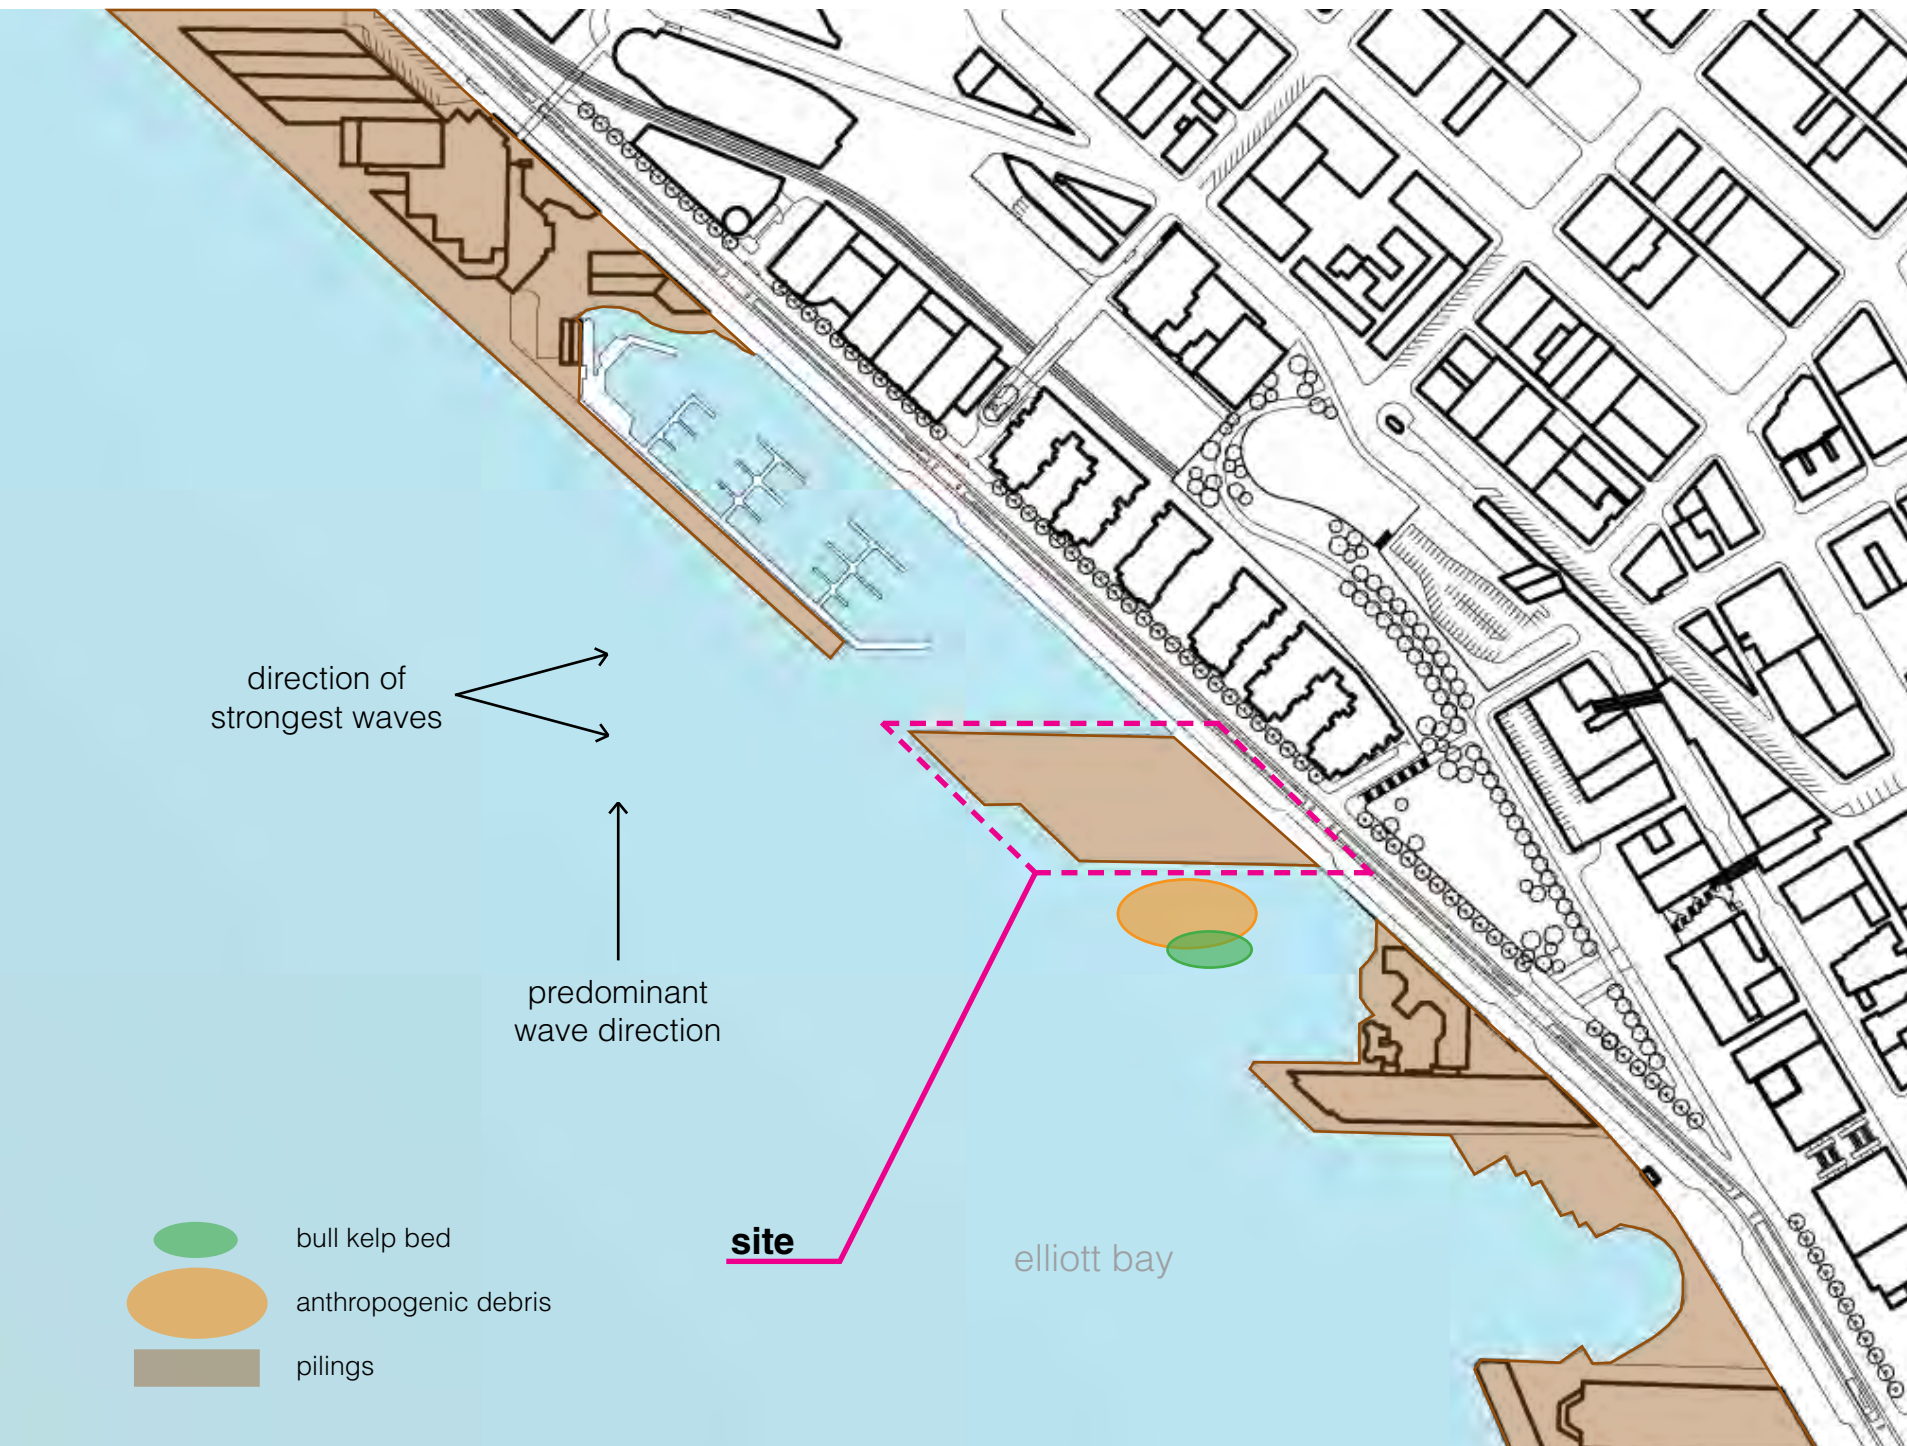 direction of
strongest waves
predominant
wave direction
site
elliott bay
bull kelp bed
anthropogenic debris
pilings